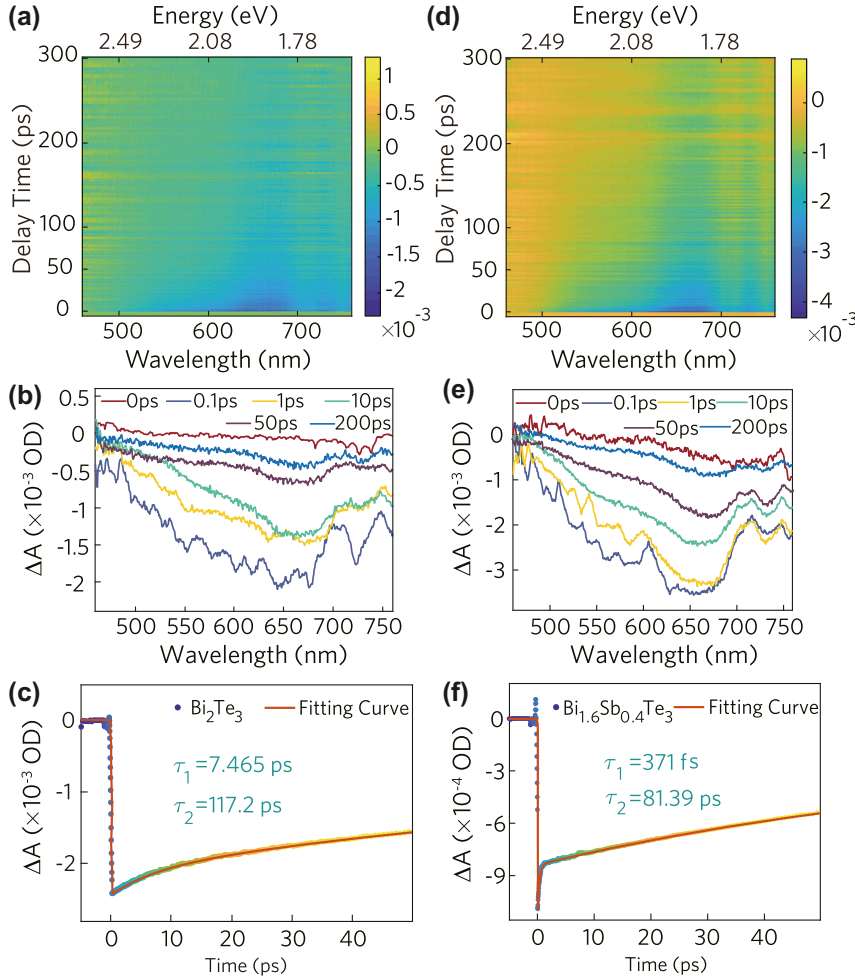 (a)
Energy (eV)
2.49 2.08 1.78
300
200
100
50
0
Delay Time (ps)
500 600 700
Wavelength (nm)
1
0.5
0
-0.5
-1
-1.5
-2
×10⁻³
(d)
Energy (eV)
2.49 2.08 1.78
300
200
100
50
0
Delay Time (ps)
500 600 700
Wavelength (nm)
0
-1
-2
-3
-4
×10⁻³
(b)
0ps 0.1ps 1ps 10ps
50ps 200ps
0.5
0
-0.5
-1
-1.5
-2
ΔA (×10⁻³ OD)
500 550 600 650 700 750
Wavelength (nm)
(e)
0ps 0.1ps 1ps 10ps
50ps 200ps
0
-1
-2
-3
ΔA (×10⁻³ OD)
500 550 600 650 700 750
Wavelength (nm)
(c)
Bi₂Te₃ Fitting Curve
τ₁=7.465 ps
τ₂=117.2 ps
0
-1
-2
ΔA (×10⁻³ OD)
0 10 20 30 40
Time (ps)
(f)
Bi₁.₆Sb₀.₄Te₃ Fitting Curve
τ₁=371 fs
τ₂=81.39 ps
0
-3
-6
-9
ΔA (×10⁻⁴ OD)
0 10 20 30 40
Time (ps)